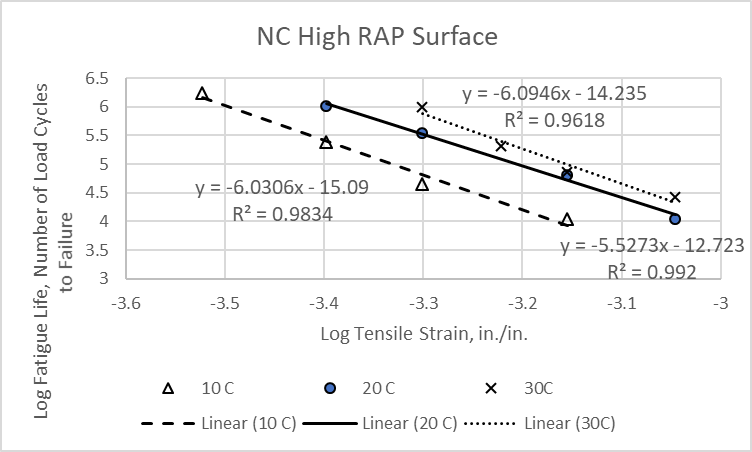 NC High RAP Surface
Log Fatigue Life, Number of Load Cycles
to Failure
6.5
6
5.5
5
4.5
4
3.5
3
y = -6.0946x - 14.235
R² = 0.9618
y = -6.0306x - 15.09
R² = 0.9834
y = -5.5273x - 12.723
R² = 0.992
-3.6 -3.5 -3.4 -3.3 -3.2 -3.1 -3
Log Tensile Strain, in./in.
10 C 20 C 30C
Linear (10 C) Linear (20 C) Linear (30C)